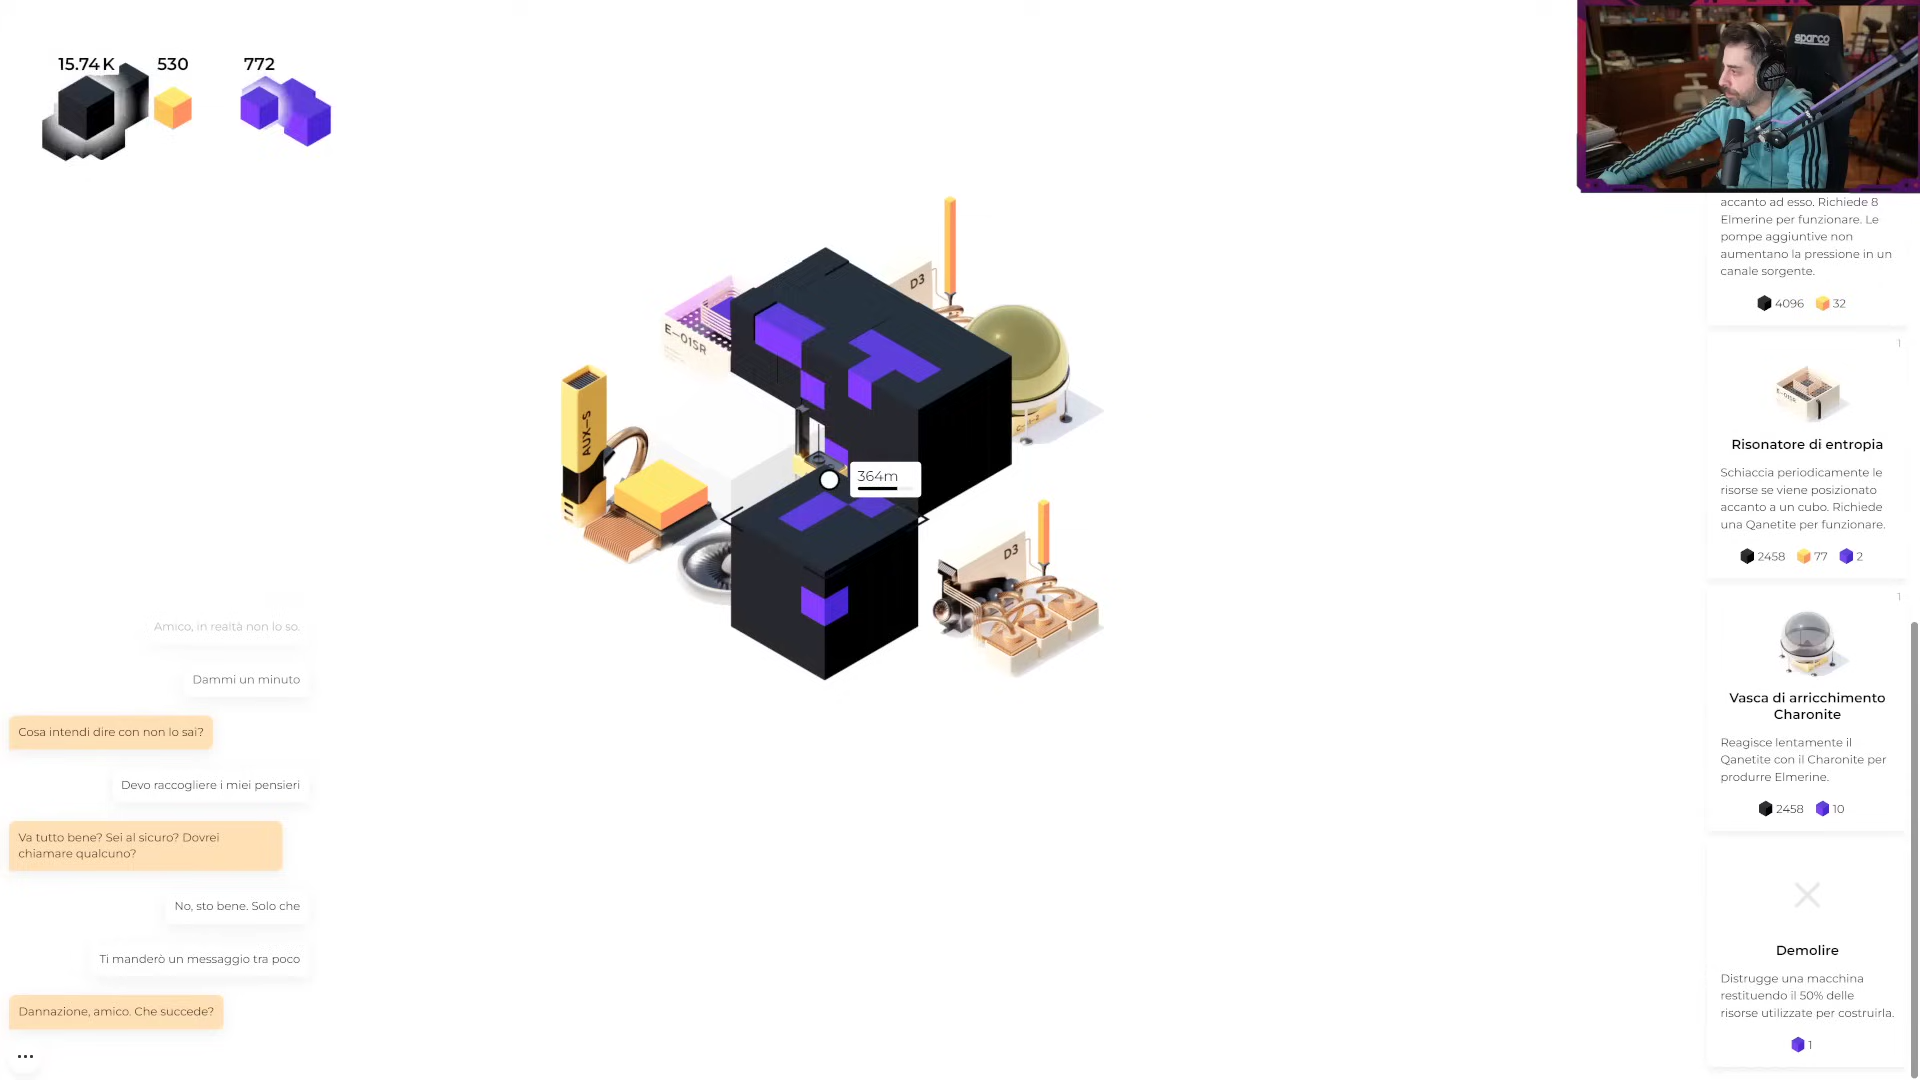 15.74 K
530
772
sparco
accanto ad esso. Richiede 8
Elmerine per funzionare. Le
pompe aggiuntive non
aumentano la pressione in un
canale sorgente.
4096
32
1
Risonatore di entropia
Schiaccia periodicamente le
risorse se viene posizionato
accanto a un cubo. Richiede
una Qanetite per funzionare.
2458
77
2
1
Vasca di arricchimento
Charonite
Reagisce lentamente il
Qanetite con il Charonite per
produrre Elmerine.
2458
10
Demolire
Distrugge una macchina
restituendo il 50% delle
risorse utilizzate per costruirla.
1
D3
E-01SR
AUX-S
364m
D3
Amico, in realtà non lo so.
Dammi un minuto
Cosa intendi dire con non lo sai?
Devo raccogliere i miei pensieri
Va tutto bene? Sei al sicuro? Dovrei
chiamare qualcuno?
No, sto bene. Solo che
Ti manderò un messaggio tra poco
Dannazione, amico. Che succede?
...